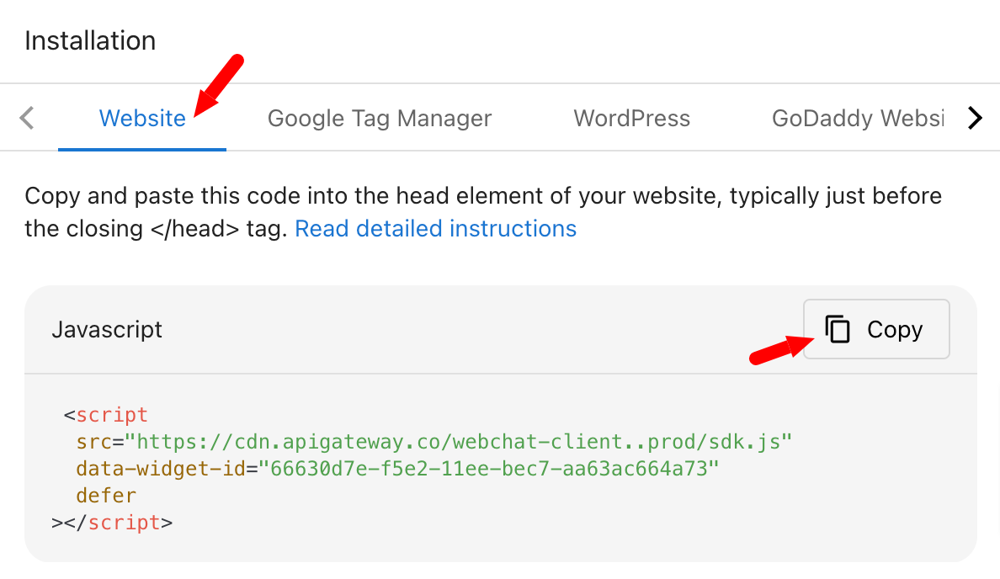 Installation
Website Google Tag Manager WordPress GoDaddy Websi
Copy and paste this code into the head element of your website, typically just before
the closing </head> tag. Read detailed instructions
Javascript Copy
<script
src="https://cdn.apigateway.co/webchat-client..prod/sdk.js"
data-widget-id="66630d7e-f5e2-11ee-bec7-aa63ac664a73"
defer
></script>